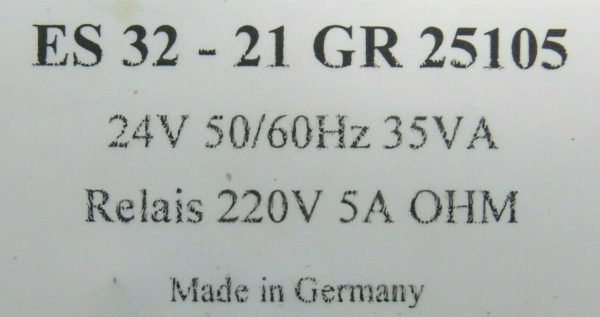 ES 32 - 21 GR 25105
24V 50/60Hz 35VA
Relais 220V 5A OHM
Made in Germany